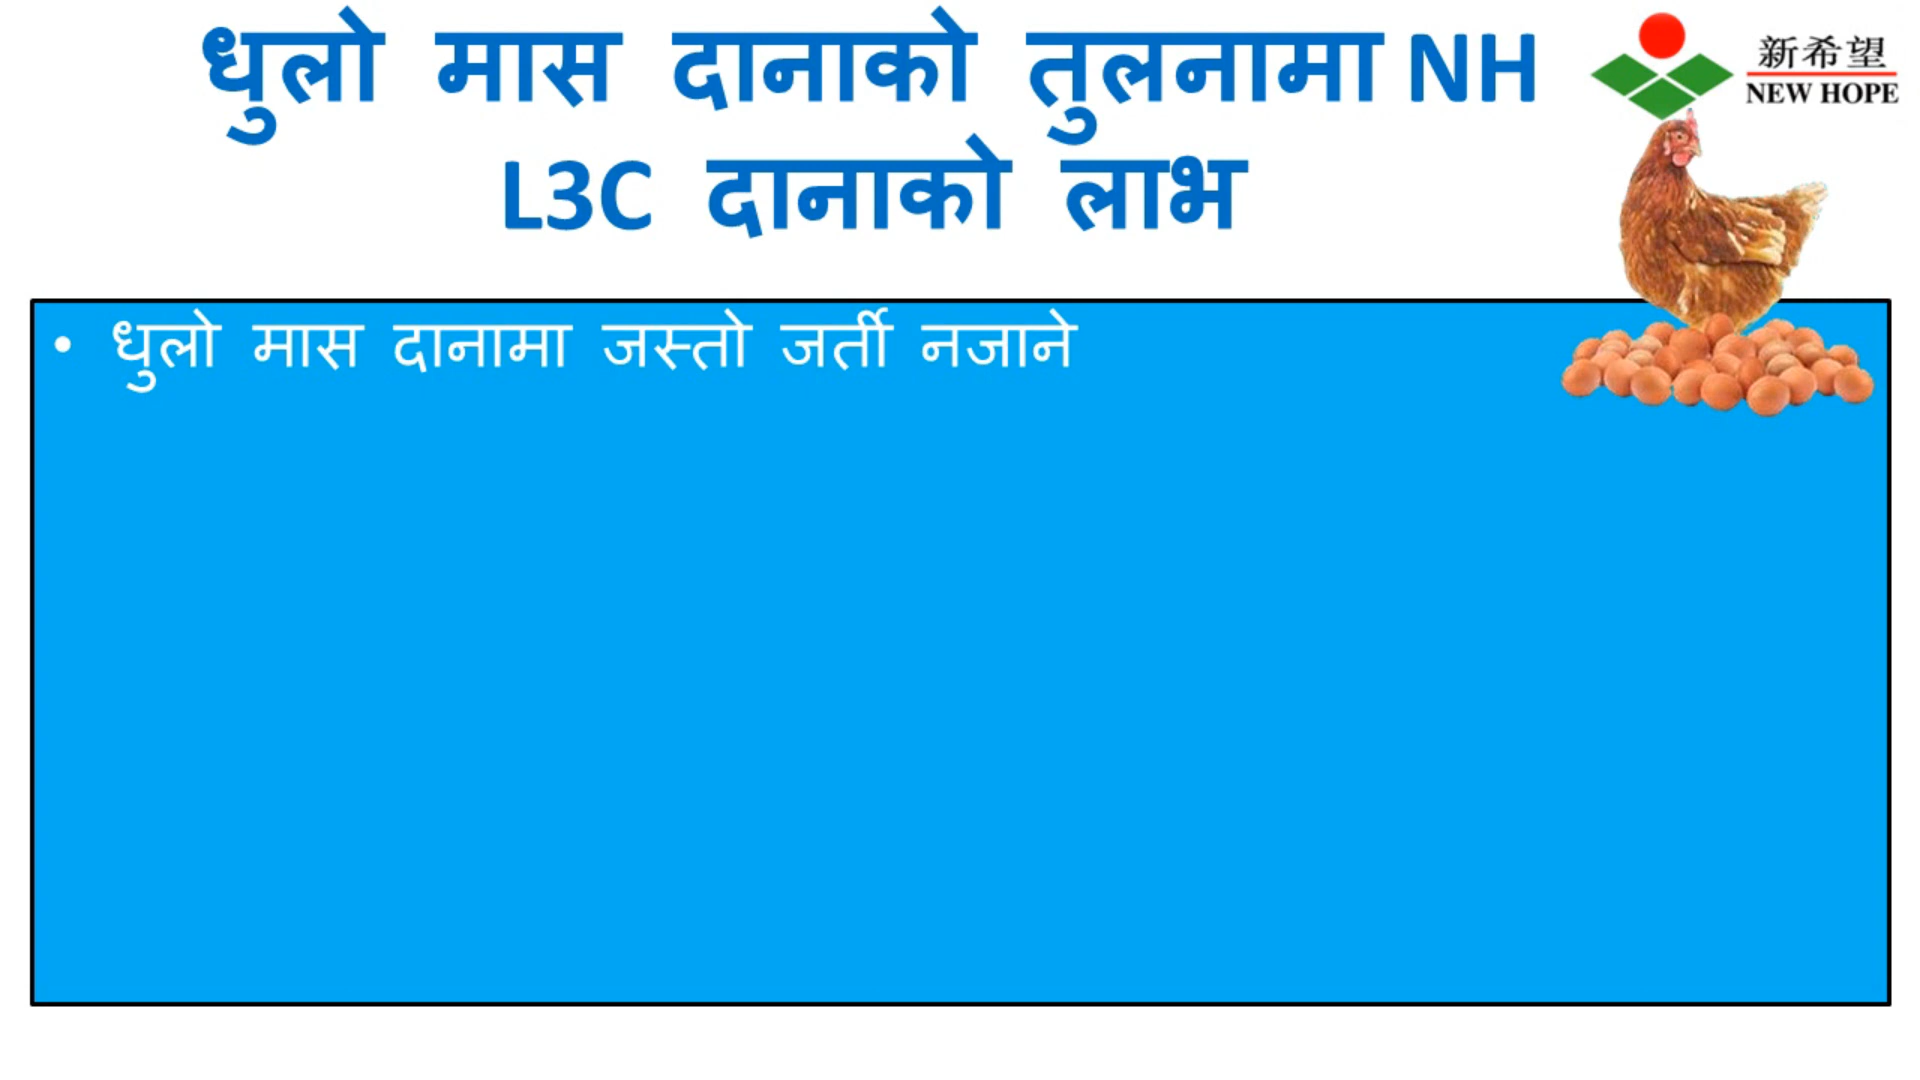 धुलो मास दानाको तुलनामा NH
L3C दानाको लाभ
新希望
NEW HOPE
• धुलो मास दानामा जस्तो जर्ती नजाने